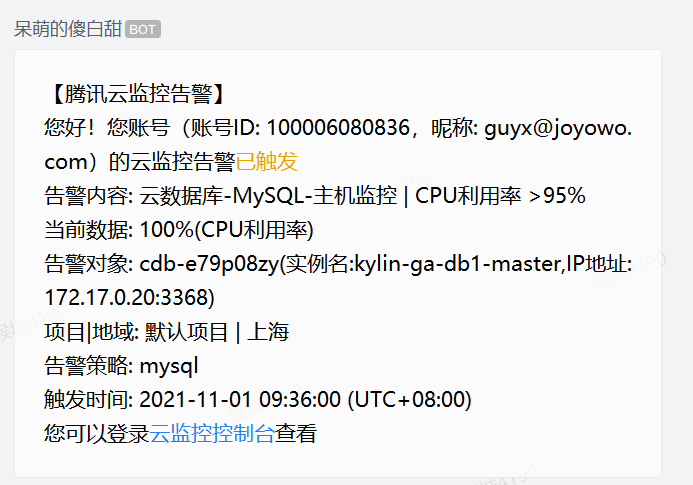 呆萌的傻白甜 BOT
【腾讯云监控告警】
您好！您账号（账号ID: 100006080836，昵称: guyx@joyowo.
com）的云监控告警已触发
告警内容: 云数据库-MySQL-主机监控 | CPU利用率 >95%
当前数据: 100%(CPU利用率)
告警对象: cdb-e79p08zy(实例名:kylin-ga-db1-master,IP地址:
172.17.0.20:3368)
项目|地域: 默认项目 | 上海
告警策略: mysql
触发时间: 2021-11-01 09:36:00 (UTC+08:00)
您可以登录云监控控制台查看